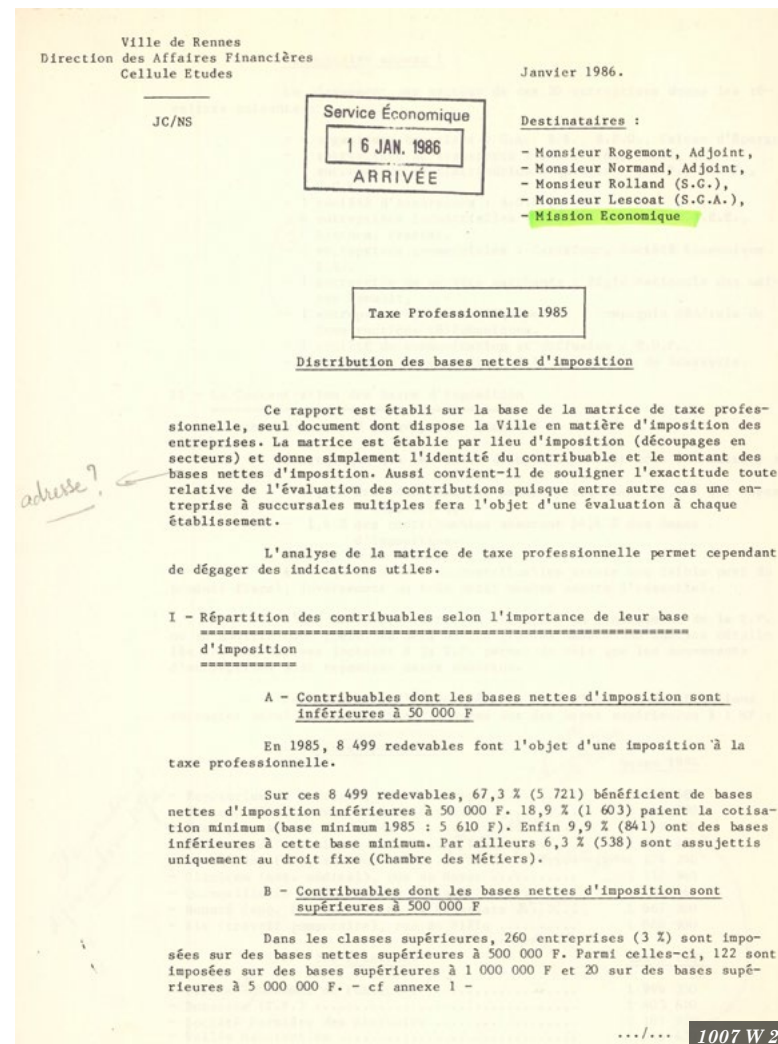 Ville de Rennes
Direction des Affaires Financières
Cellule Etudes
JC/NS
Service Économique
1 6 JAN. 1986
ARRIVÉE
Janvier 1986.
Destinataires :
- Monsieur Rogemont, Adjoint,
- Monsieur Normand, Adjoint,
- Monsieur Rolland (S.G.),
- Monsieur Lescoat (S.G.A.),
- Mission Economique
Taxe Professionnelle 1985
Distribution des bases nettes d'imposition
Ce rapport est établi sur la base de la matrice de taxe profes-
sionnelle, seul document dont dispose la Ville en matière d'imposition des
entreprises. La matrice est établie par lieu d'imposition (découpages en
secteurs) et donne simplement l'identité du contribuable et le montant des
bases nettes d'imposition. Aussi convient-il de souligner l'exactitude toute
relative de l'évaluation des contributions puisque entre autre cas une en-
treprise à succursales multiples fera l'objet d'une évaluation à chaque
établissement.
adresse ?
L'analyse de la matrice de taxe professionnelle permet cependant
de dégager des indications utiles.
I - Répartition des contribuables selon l'importance de leur base
d'imposition
A - Contribuables dont les bases nettes d'imposition sont
inférieures à 50 000 F
En 1985, 8 499 redevables font l'objet d'une imposition à la
taxe professionnelle.
Sur ces 8 499 redevables, 67,3 % (5 721) bénéficient de bases
nettes d'imposition inférieures à 50 000 F. 18,9 % (1 603) paient la cotisa-
tion minimum (base minimum 1985 : 5 610 F). Enfin 9,9 % (841) ont des bases
inférieures à cette base minimum. Par ailleurs 6,3 % (538) sont assujettis
uniquement au droit fixe (Chambre des Métiers).
B - Contribuables dont les bases nettes d'imposition sont
supérieures à 500 000 F
Dans les classes supérieures, 260 entreprises (3 %) sont impo-
sées sur des bases nettes supérieures à 500 000 F. Parmi celles-ci, 122 sont
imposées sur des bases supérieures à 1 000 000 F et 20 sur des bases supé-
rieures à 5 000 000 F. - cf annexe 1 -
.../...
1007 W 2